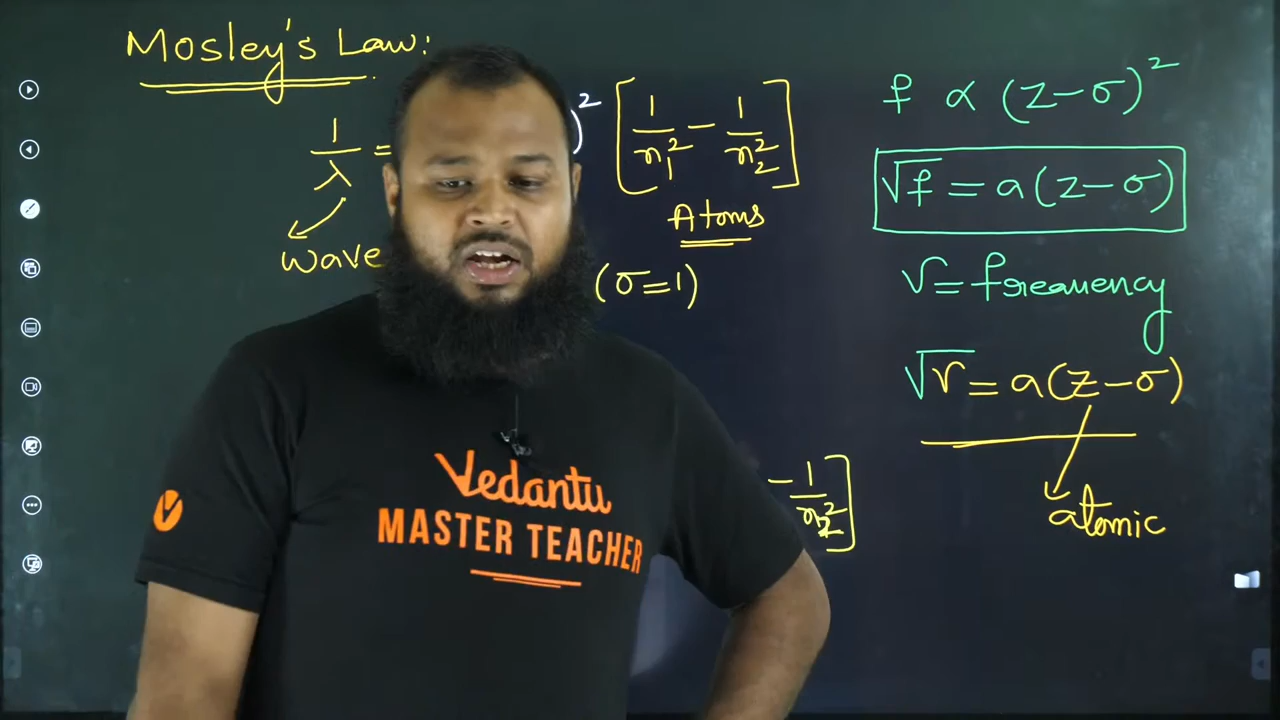 Mosley's Law:
1/λ =
)² [1/n₁² − 1/n₂²]
Atoms
wave
(σ=1)
− 1/n₂²]
f ∝ (z−σ)²
√f = a(z−σ)
ν = frequency
√ν = a(z−σ)
atomic
Vedantu
MASTER TEACHER